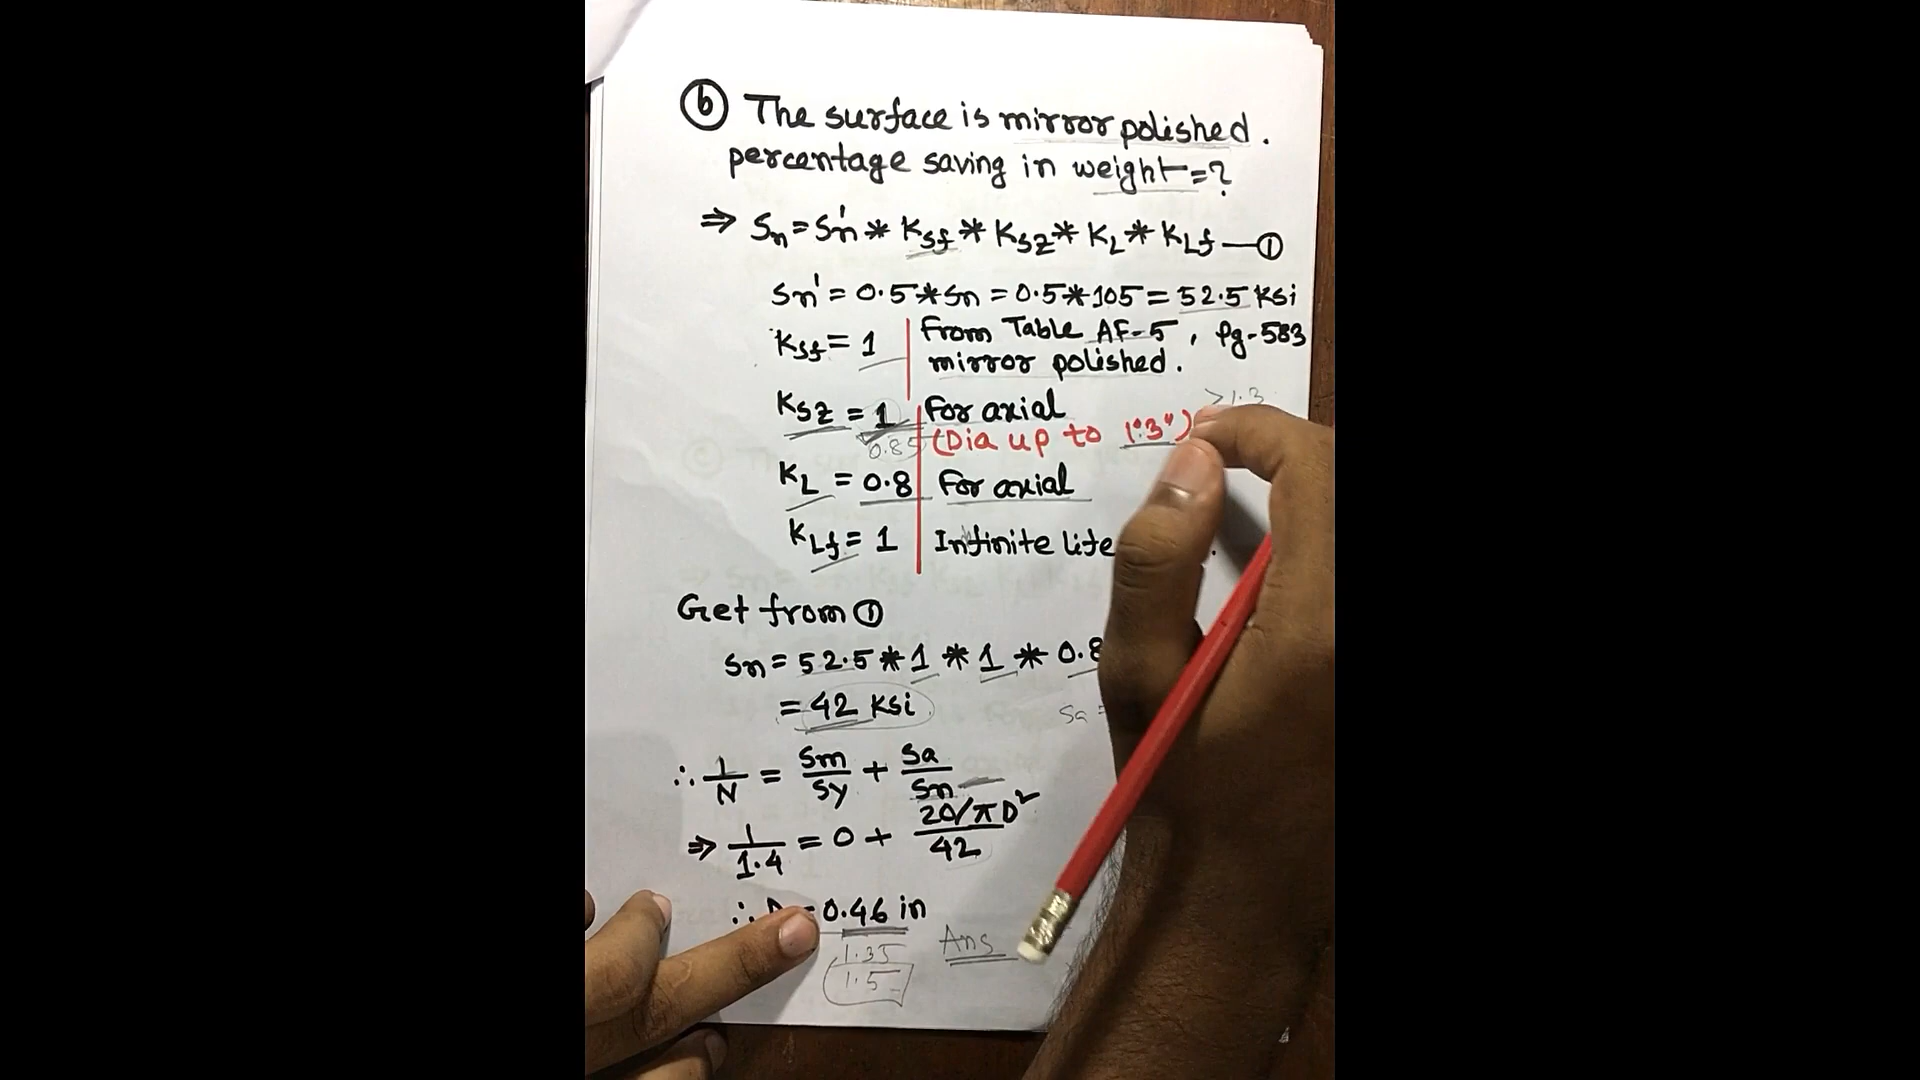 ⓑ The surface is mirror polished.
percentage saving in weight=?
⇒ Sn = Sn' * Ksf * KSZ * KL * KLf —①
Sn' = 0.5*Sn = 0.5*105 = 52.5 Ksi
Ksf = 1 From Table AF-5, Pg-583
mirror polished.
>1.3
KSZ = 1 For axial
0.85 (Dia up to 1.3")
KL = 0.8 For axial
KLf = 1 Infinite life
Get from ①
Sn = 52.5 * 1 * 1 * 0.8
= 42 Ksi
Sa =
∴ 1/N = Sm/Sy + Sa/Sn
⇒ 1/1.4 = 0 + 20/πD²/42
∴ = 0.46 in
Ans
1.35
1.5